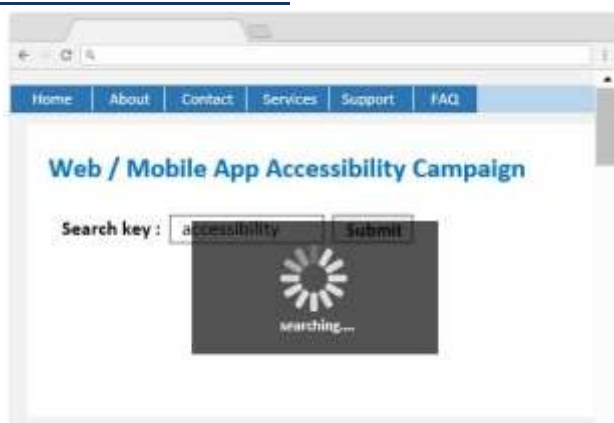 Home About Contact Services Support FAQ
Web / Mobile App Accessibility Campaign
Search key : accessibility Submit
searching....